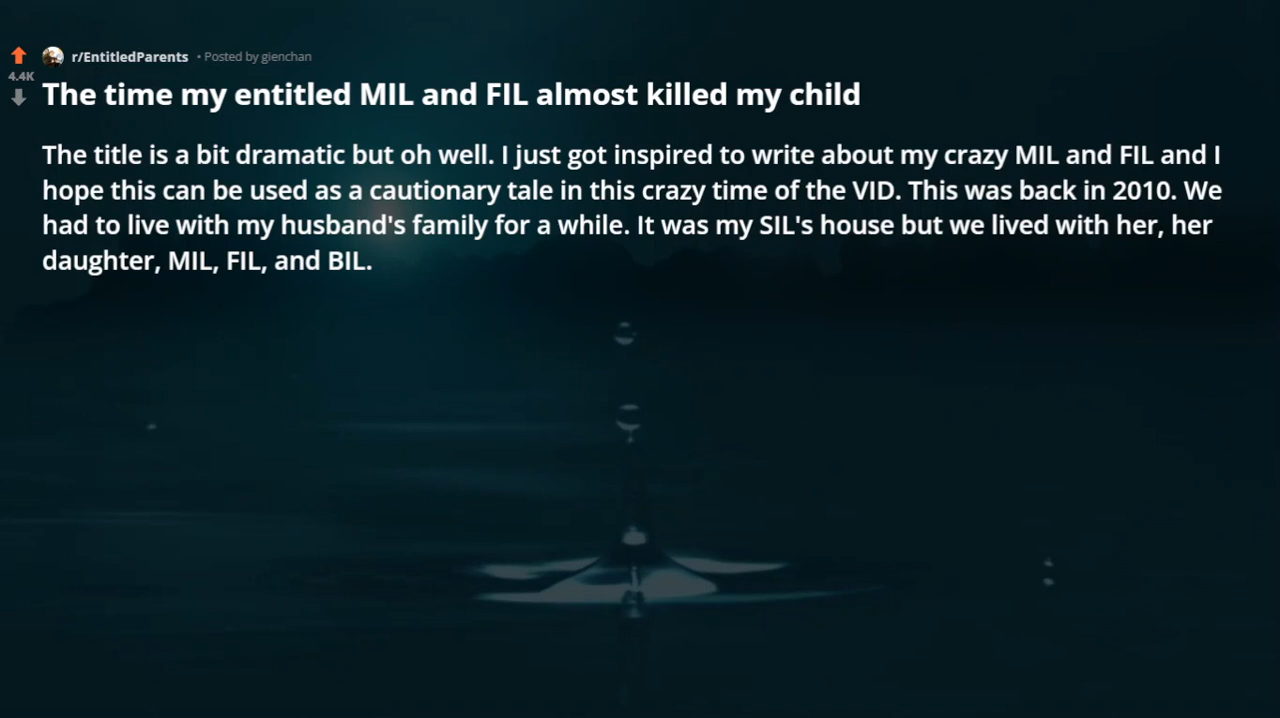 r/EntitledParents • Posted by gienchan
4.4K
The time my entitled MIL and FIL almost killed my child
The title is a bit dramatic but oh well. I just got inspired to write about my crazy MIL and FIL and I
hope this can be used as a cautionary tale in this crazy time of the VID. This was back in 2010. We
had to live with my husband's family for a while. It was my SIL's house but we lived with her, her
daughter, MIL, FIL, and BIL.